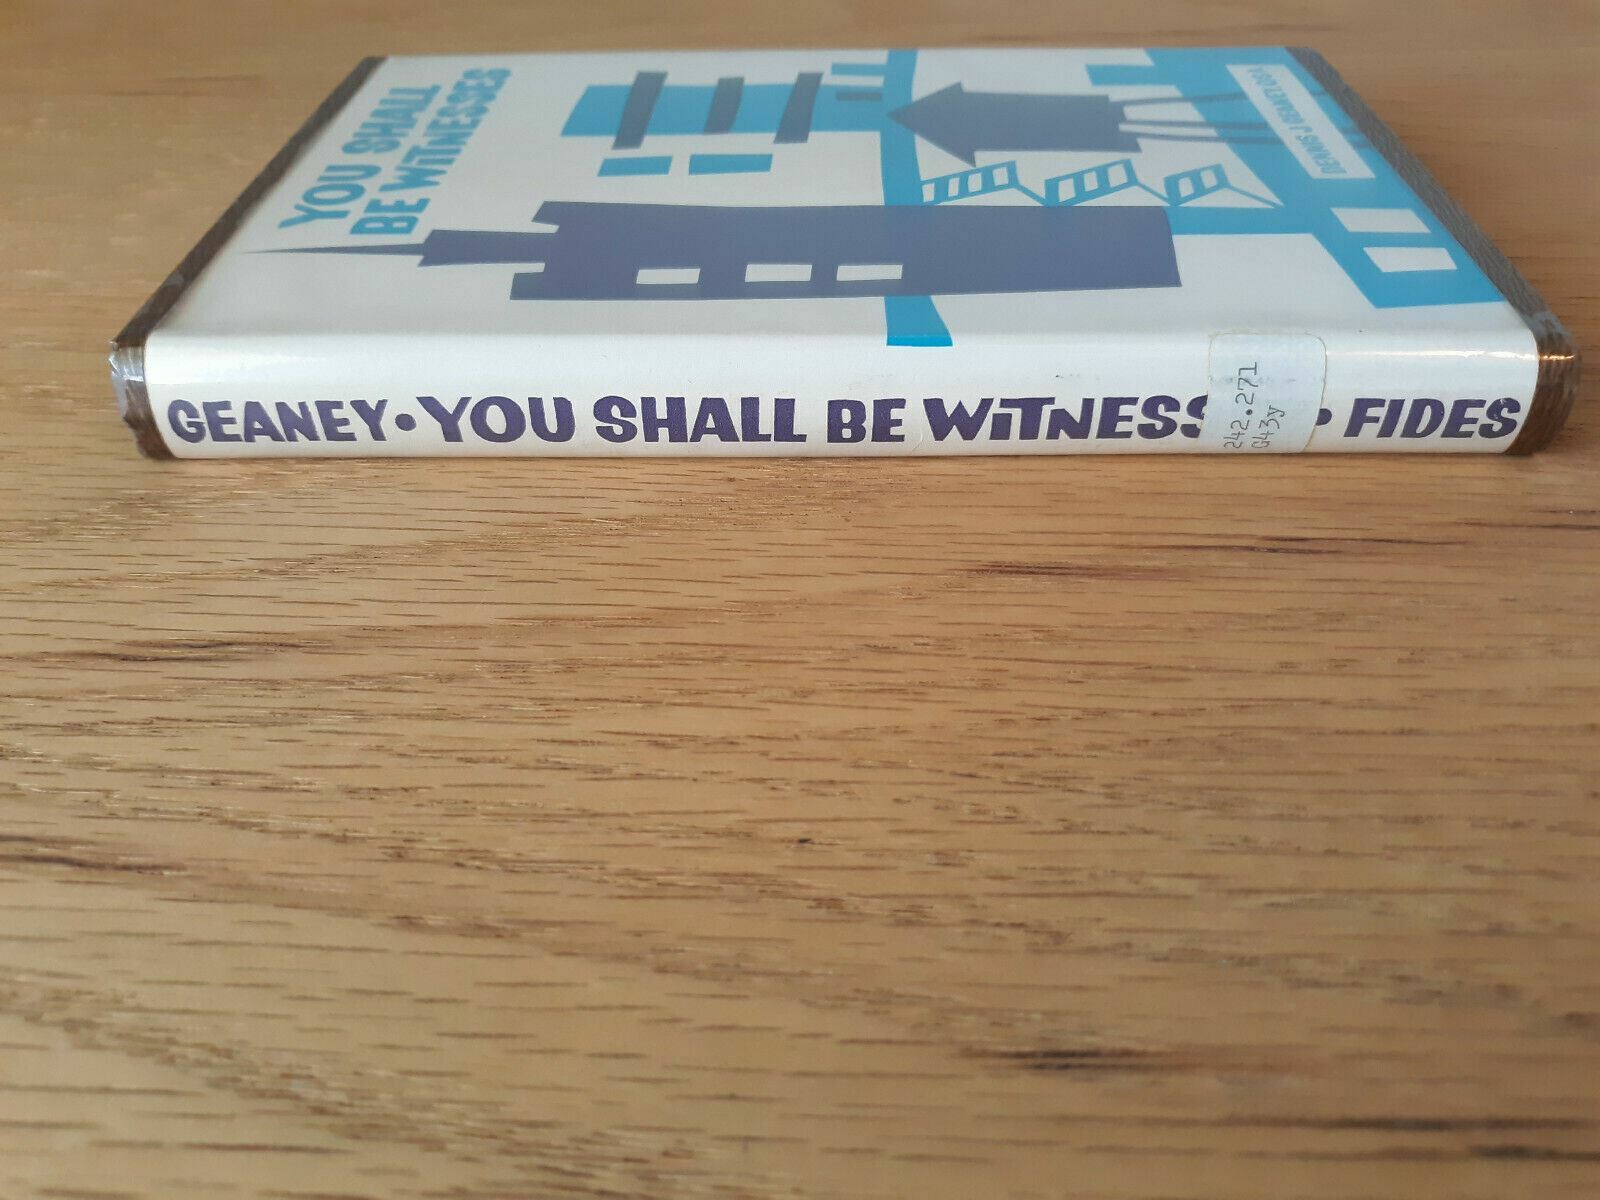 YOU SHALL
BE WiTNESSES
DENNIS J GEANEY, O.S.A.
GEANEY • YOU SHALL BE WiTNESS • FIDES
242.271
G43y